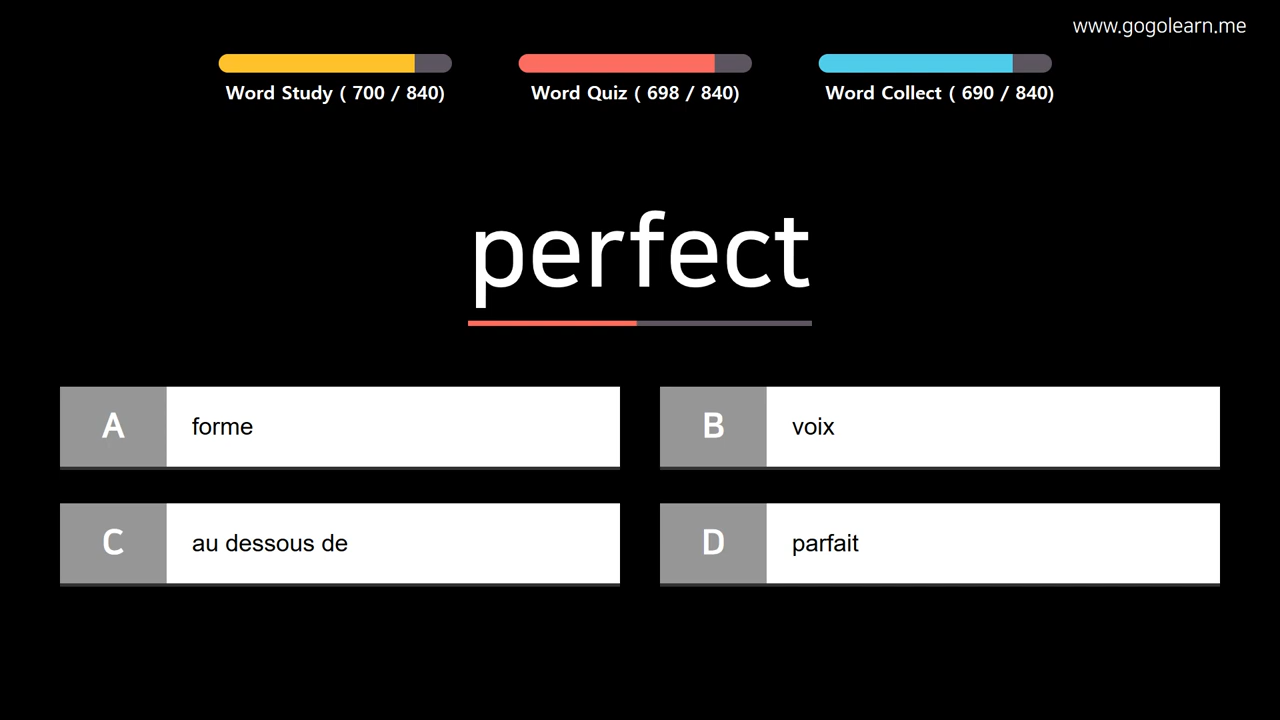 www.gogolearn.me
Word Study ( 700 / 840)
Word Quiz ( 698 / 840)
Word Collect ( 690 / 840)
perfect
A
forme
B
voix
C
au dessous de
D
parfait